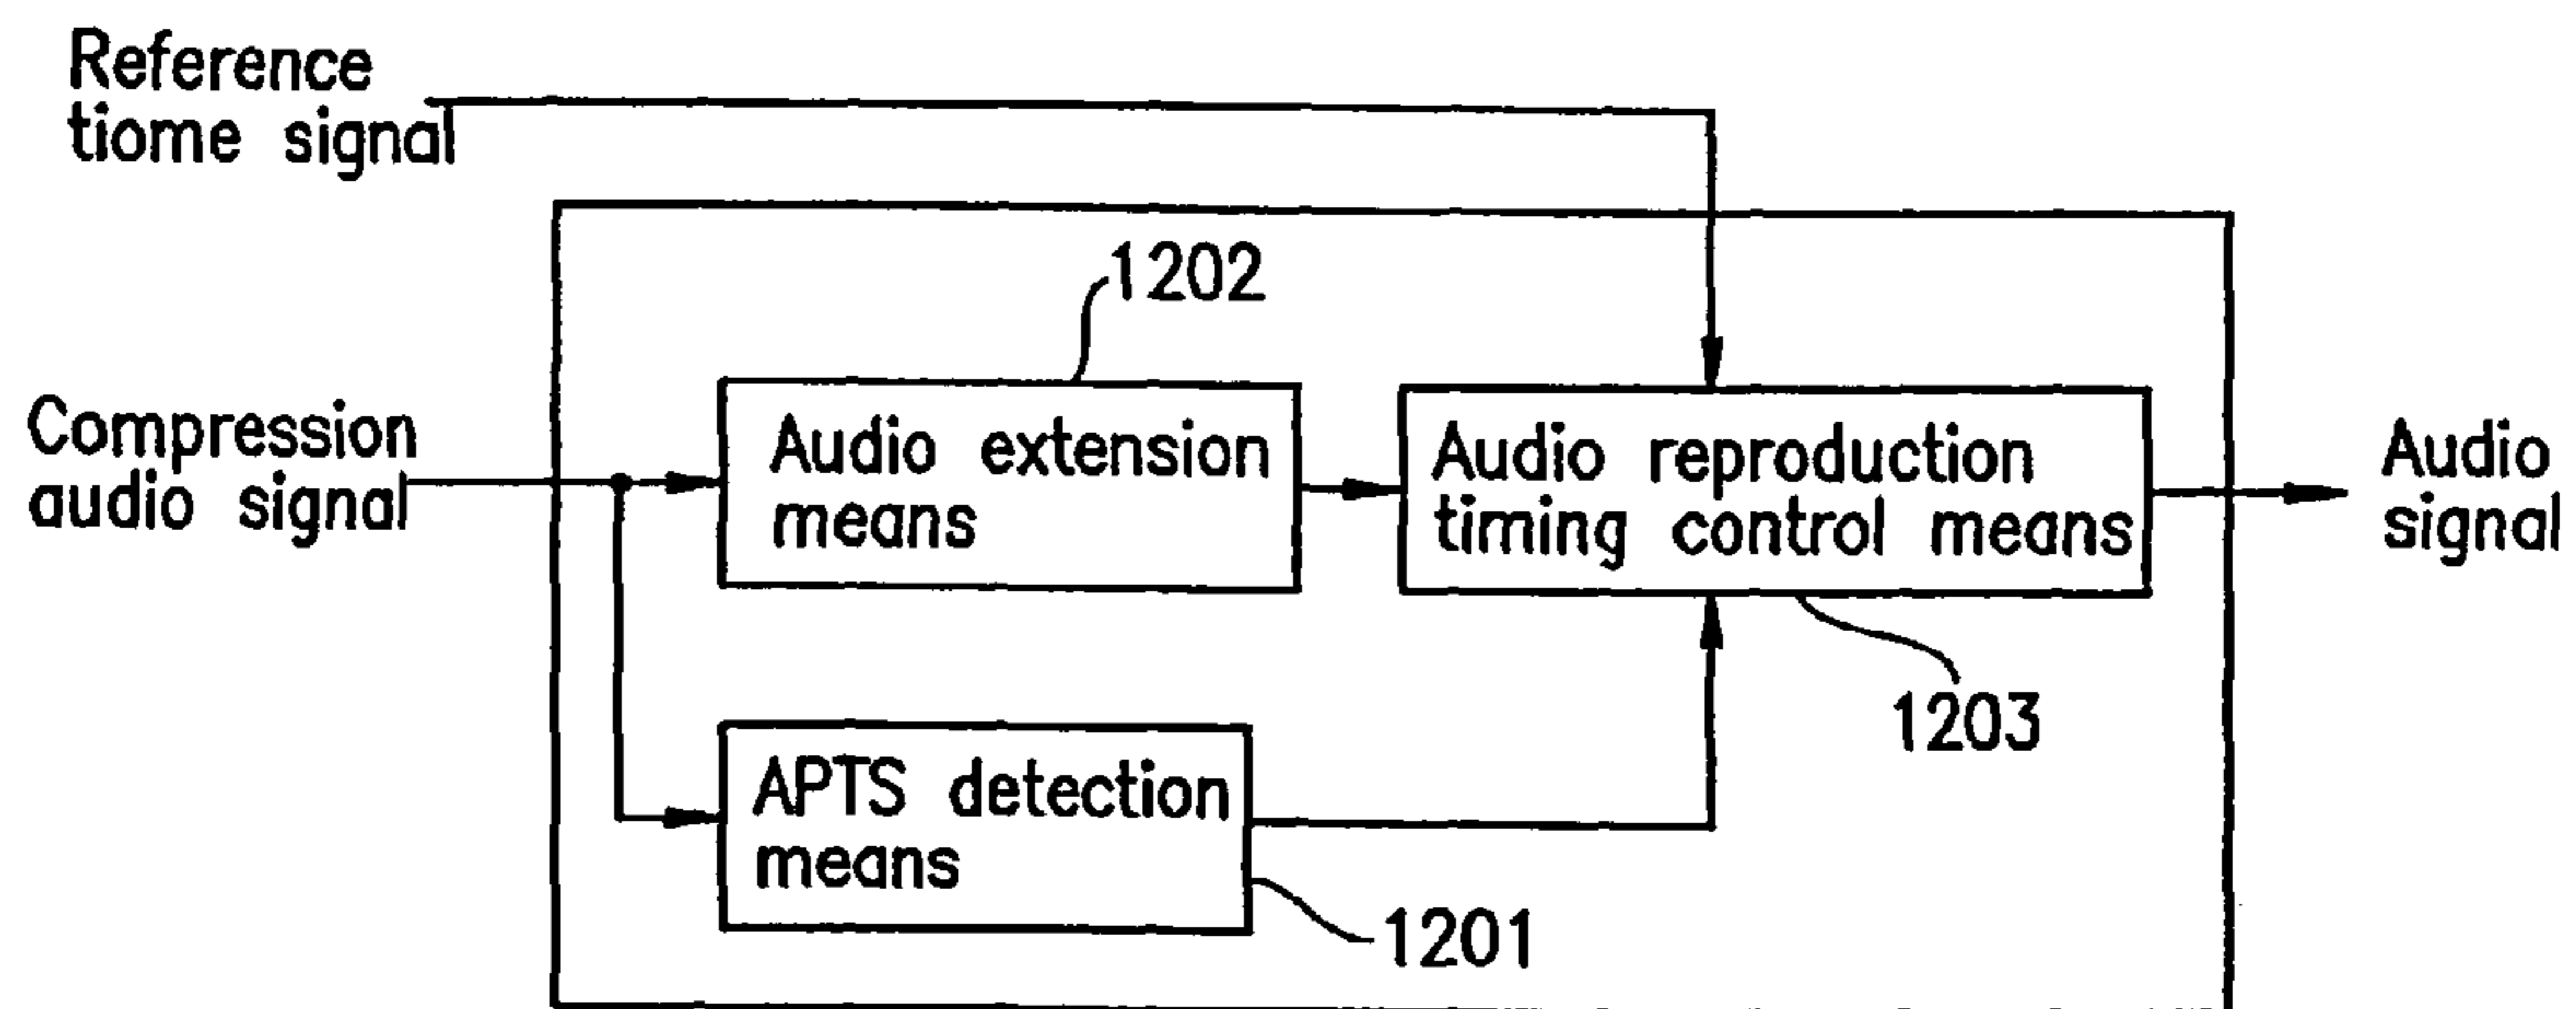 Reference
tiome signal
1202
Compression
audio signal
Audio extension
means
Audio reproduction
timing control means
Audio
signal
1203
APTS detection
means
1201